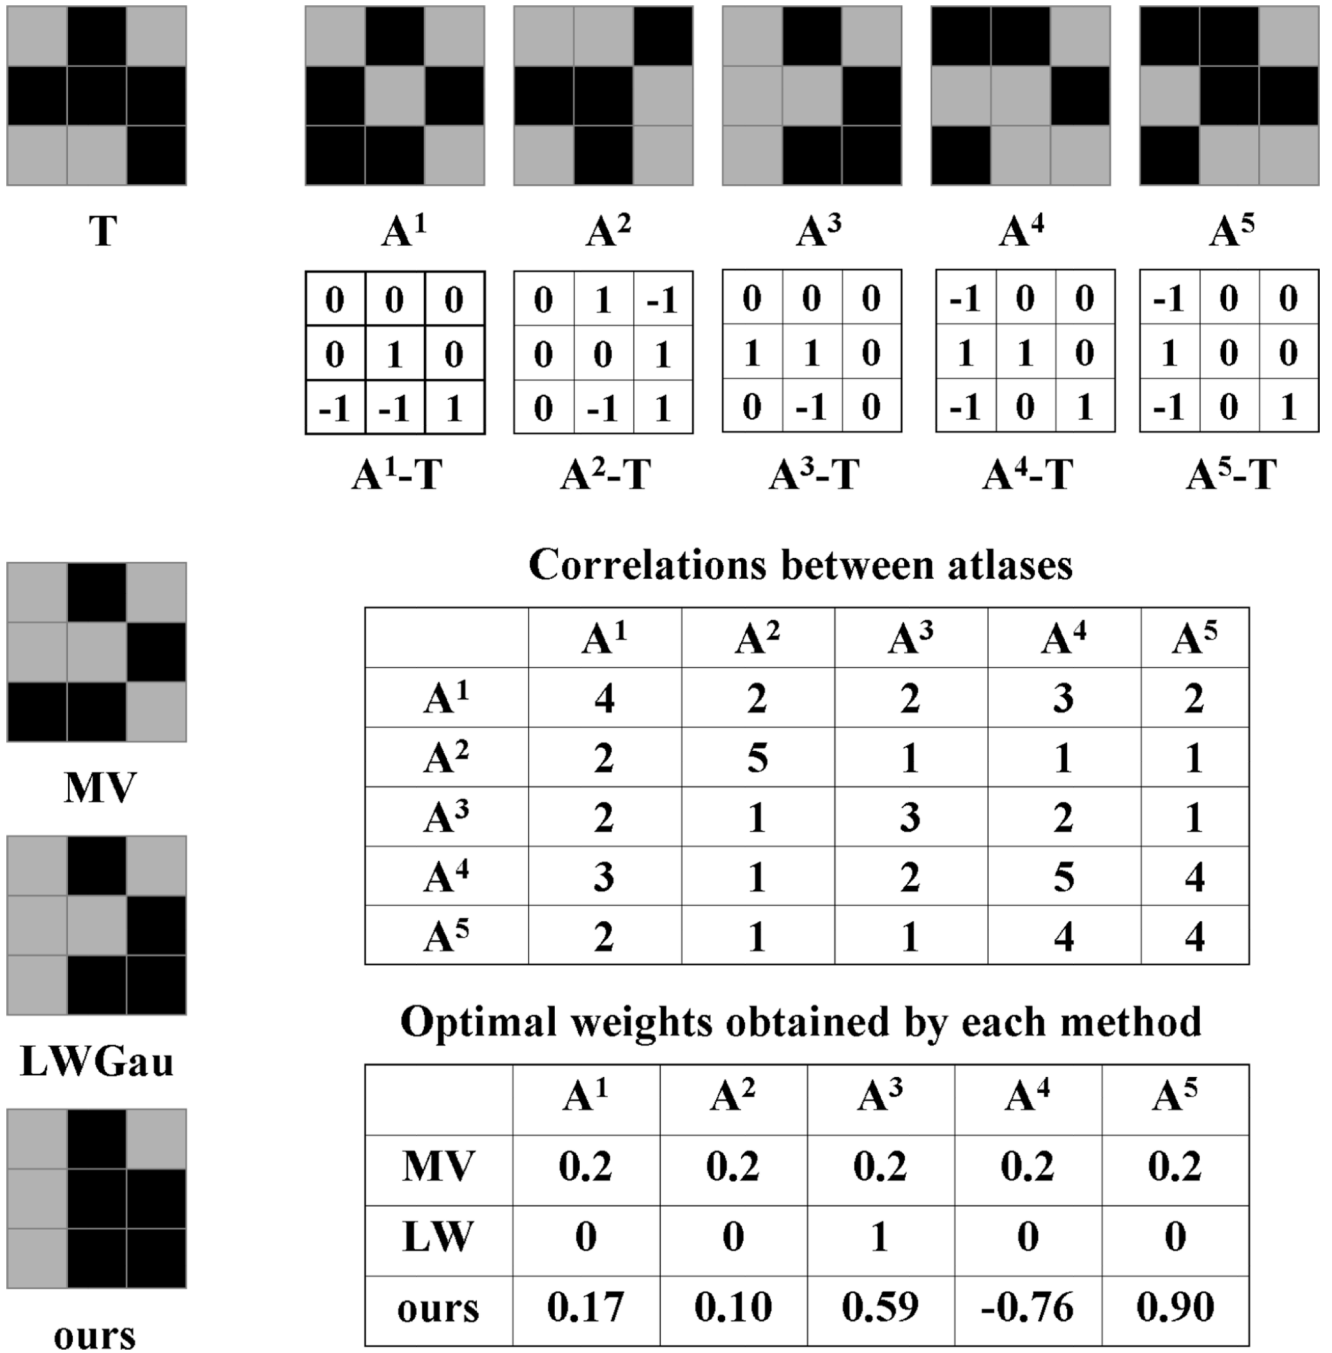 T
A¹ A² A³ A⁴ A⁵
0 0 0 0 1 -1 0 0 0 -1 0 0 -1 0 0
0 1 0 0 0 1 1 1 0 1 1 0 1 0 0
-1 -1 1 0 -1 1 0 -1 0 -1 0 1 -1 0 1
A¹-T A²-T A³-T A⁴-T A⁵-T
MV
LWGau
ours
Correlations between atlases
A¹ A² A³ A⁴ A⁵
A¹ 4 2 2 3 2
A² 2 5 1 1 1
A³ 2 1 3 2 1
A⁴ 3 1 2 5 4
A⁵ 2 1 1 4 4
Optimal weights obtained by each method
A¹ A² A³ A⁴ A⁵
MV 0.2 0.2 0.2 0.2 0.2
LW 0 0 1 0 0
ours 0.17 0.10 0.59 -0.76 0.90